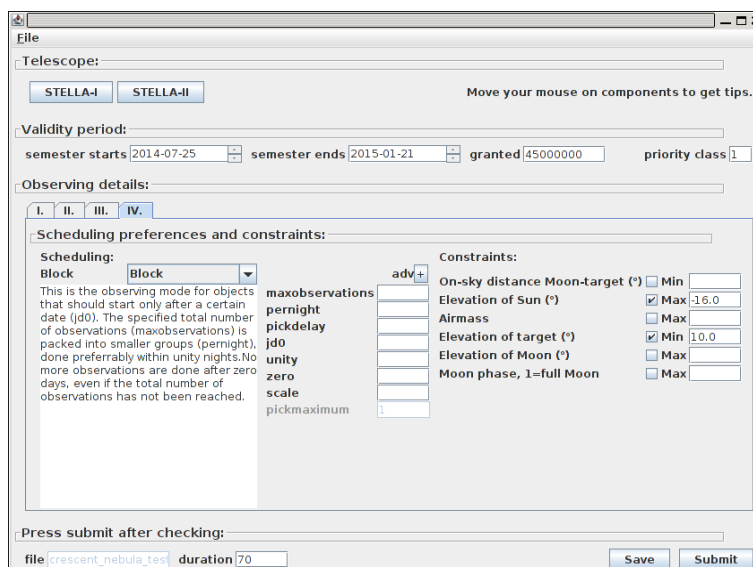 File
Telescope:
STELLA-I STELLA-II Move your mouse on components to get tips.
Validity period:
semester starts 2014-07-25 semester ends 2015-01-21 granted 45000000 priority class 1
Observing details:
I. II. III. IV.
Scheduling preferences and constraints:
Scheduling:
Block Block
This is the observing mode for objects
that should start only after a certain
date (jd0). The specified total number
of observations (maxobservations) is
packed into smaller groups (pernight),
done preferrably within unity nights.No
more observations are done after zero
days, even if the total number of
observations has not been reached.
adv +
maxobservations
pernight
pickdelay
jd0
unity
zero
scale
pickmaximum 1
Constraints:
On-sky distance Moon-target (°) Min
Elevation of Sun (°) Max -16.0
Airmass Max
Elevation of target (°) Min 10.0
Elevation of Moon (°) Max
Moon phase, 1=full Moon Max
Press submit after checking:
file crescent_nebula_test duration 70 Save Submit